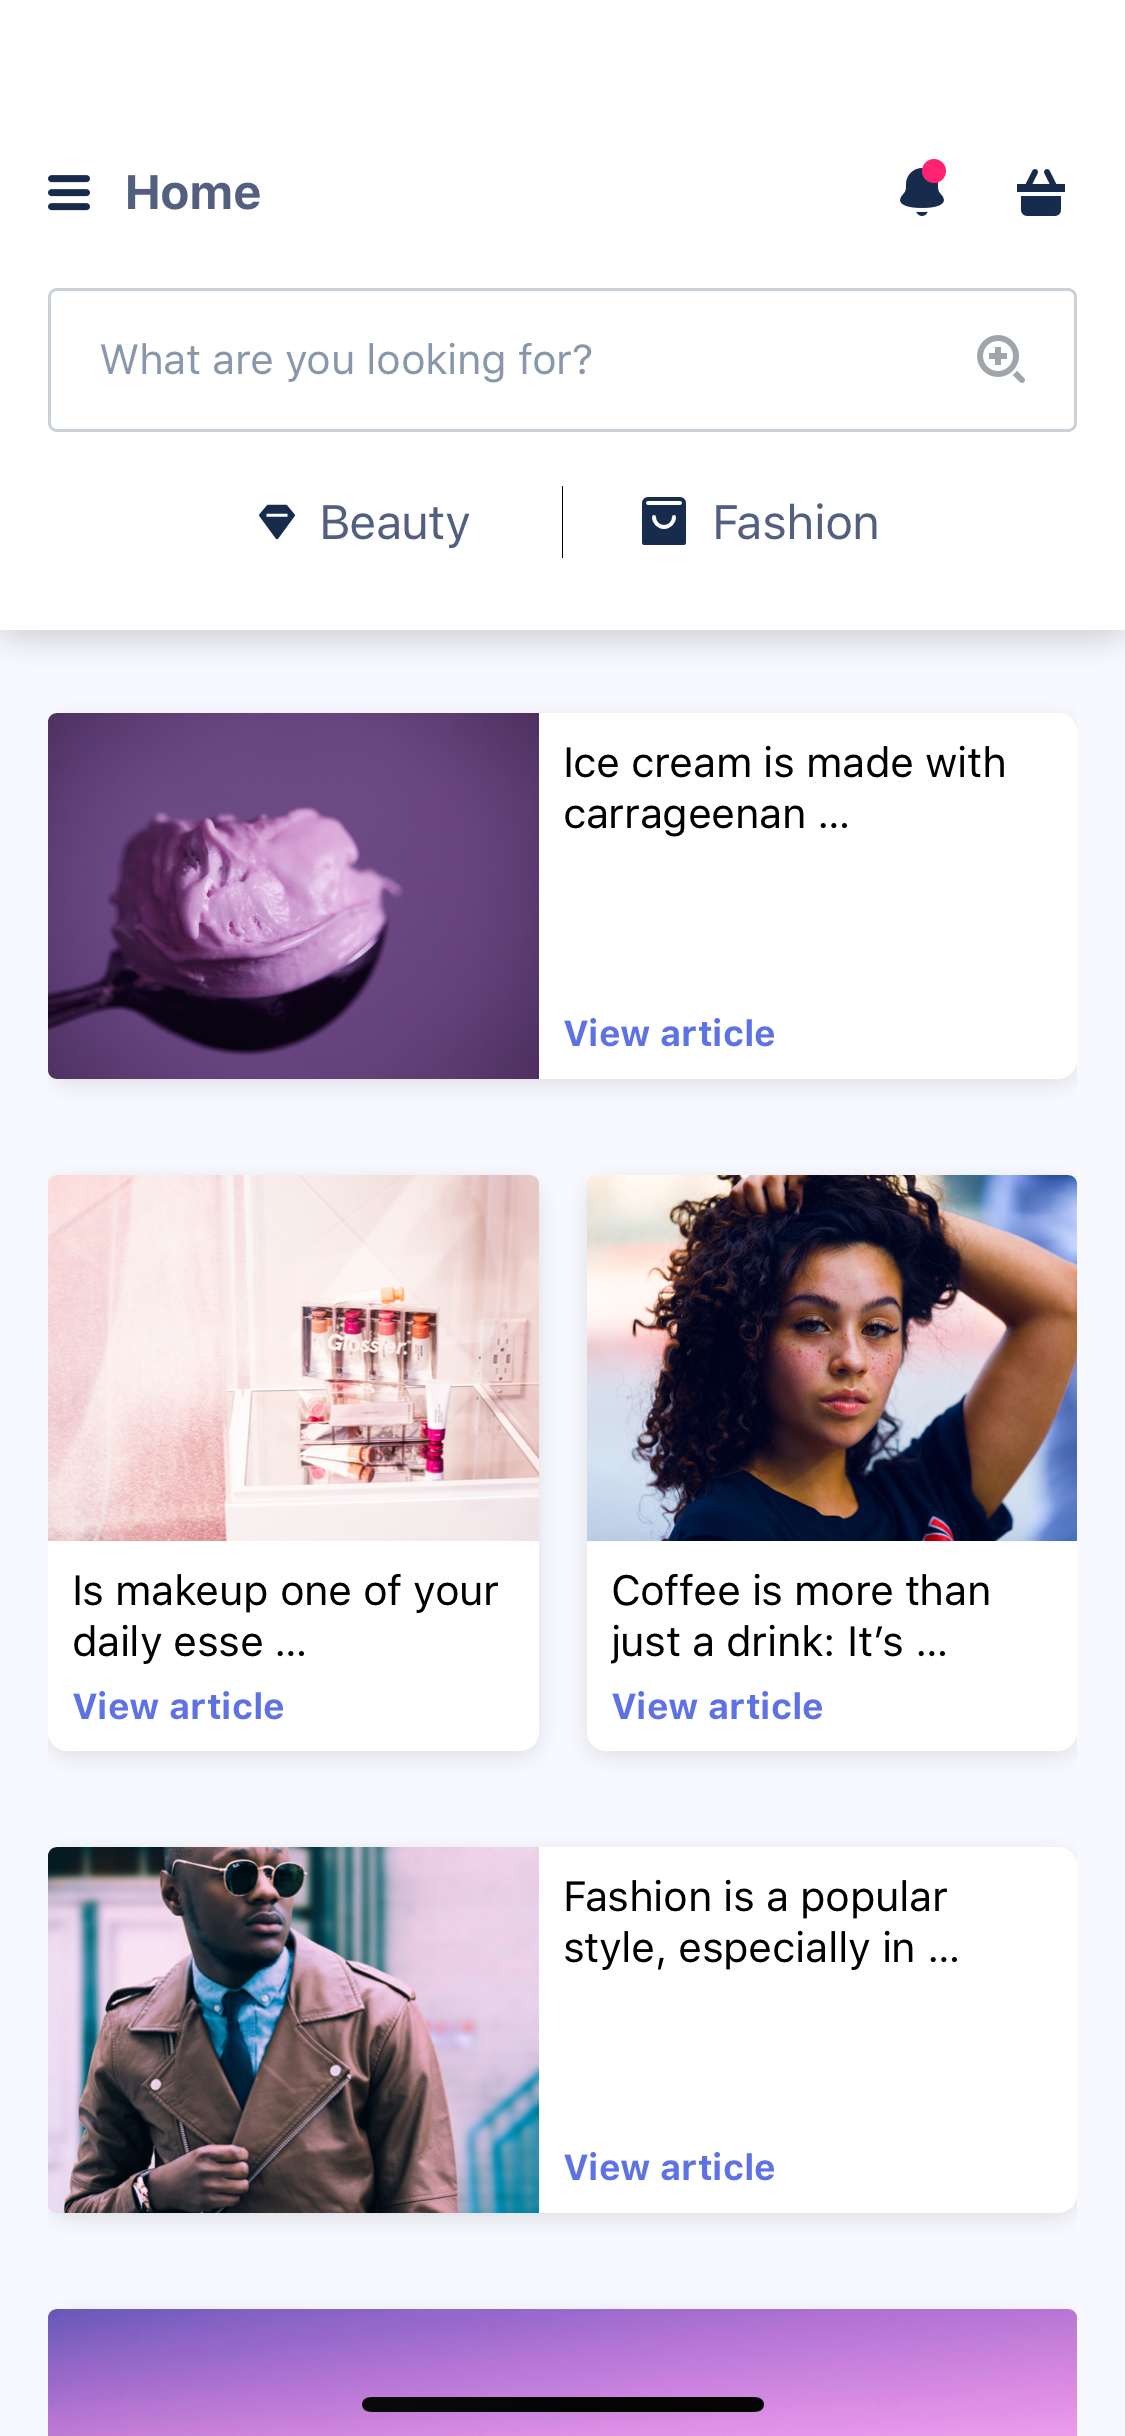 Home
What are you looking for?
Beauty
Fashion
Ice cream is made with
carrageenan ...
View article
Glossier.
Is makeup one of your
daily esse ...
View article
Coffee is more than
just a drink: It’s ...
View article
Fashion is a popular
style, especially in ...
View article